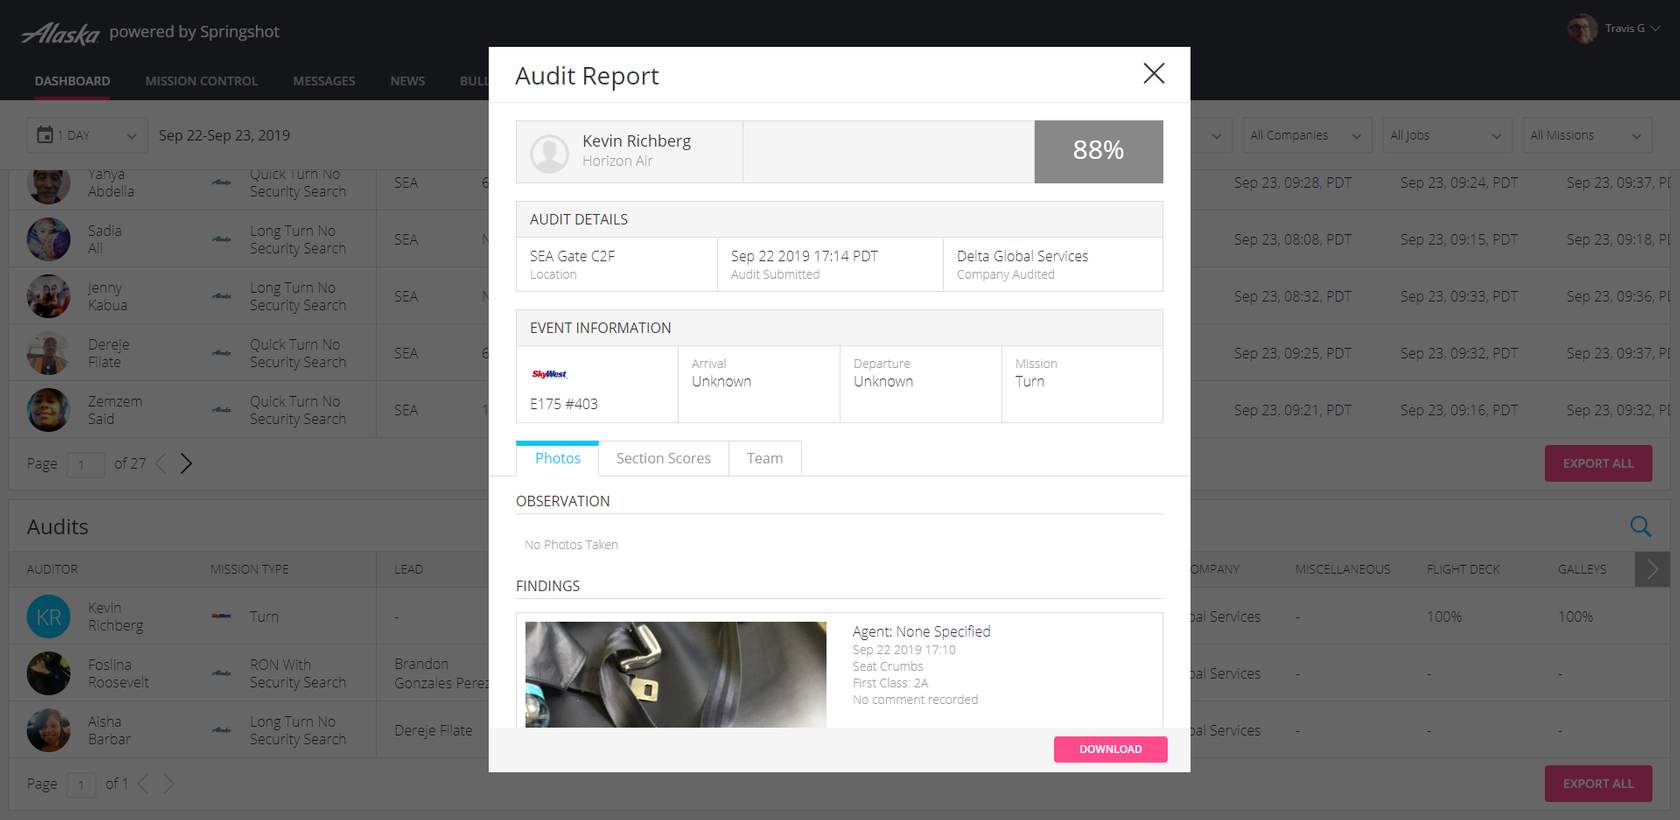 Alaska powered by Springshot
Travis G
DASHBOARD MISSION CONTROL MESSAGES NEWS BULL
Audit Report
1 DAY Sep 22-Sep 23, 2019
All Companies All Jobs All Missions
Kevin Richberg
Horizon Air
88%
Yahya
Abdella
Quick Turn No
Security Search
SEA 6
Sep 23, 09:28, PDT Sep 23, 09:24, PDT Sep 23, 09:37, P
Sadia
Ali
Long Turn No
Security Search
SEA
Sep 23, 08:08, PDT Sep 23, 09:15, PDT Sep 23, 09:18, P
Jenny
Kabua
Long Turn No
Security Search
SEA
Sep 23, 08:32, PDT Sep 23, 09:33, PDT Sep 23, 09:36, P
Dereje
Filate
Quick Turn No
Security Search
SEA 6
Sep 23, 09:25, PDT Sep 23, 09:32, PDT Sep 23, 09:37, P
Zemzem
Said
Quick Turn No
Security Search
SEA 1
Sep 23, 09:21, PDT Sep 23, 09:16, PDT Sep 23, 09:32, P
Page 1 of 27
EXPORT ALL
AUDIT DETAILS
SEA Gate C2F
Location
Sep 22 2019 17:14 PDT
Audit Submitted
Delta Global Services
Company Audited
EVENT INFORMATION
SkyWest
E175 #403
Arrival
Unknown
Departure
Unknown
Mission
Turn
Photos Section Scores Team
OBSERVATION
No Photos Taken
FINDINGS
Agent: None Specified
Sep 22 2019 17:10
Seat Crumbs
First Class: 2A
No comment recorded
DOWNLOAD
Audits
AUDITOR MISSION TYPE LEAD
OMPANY MISCELLANEOUS FLIGHT DECK GALLEYS
KR
Kevin
Richberg
Turn
-
bal Services - 100% 100%
Foslina
Roosevelt
RON With
Security Search
Brandon
Gonzales Perez
bal Services - - -
Aisha
Barbar
Long Turn No
Security Search
Dereje Filate
bal Services - - -
Page 1 of 1
EXPORT ALL